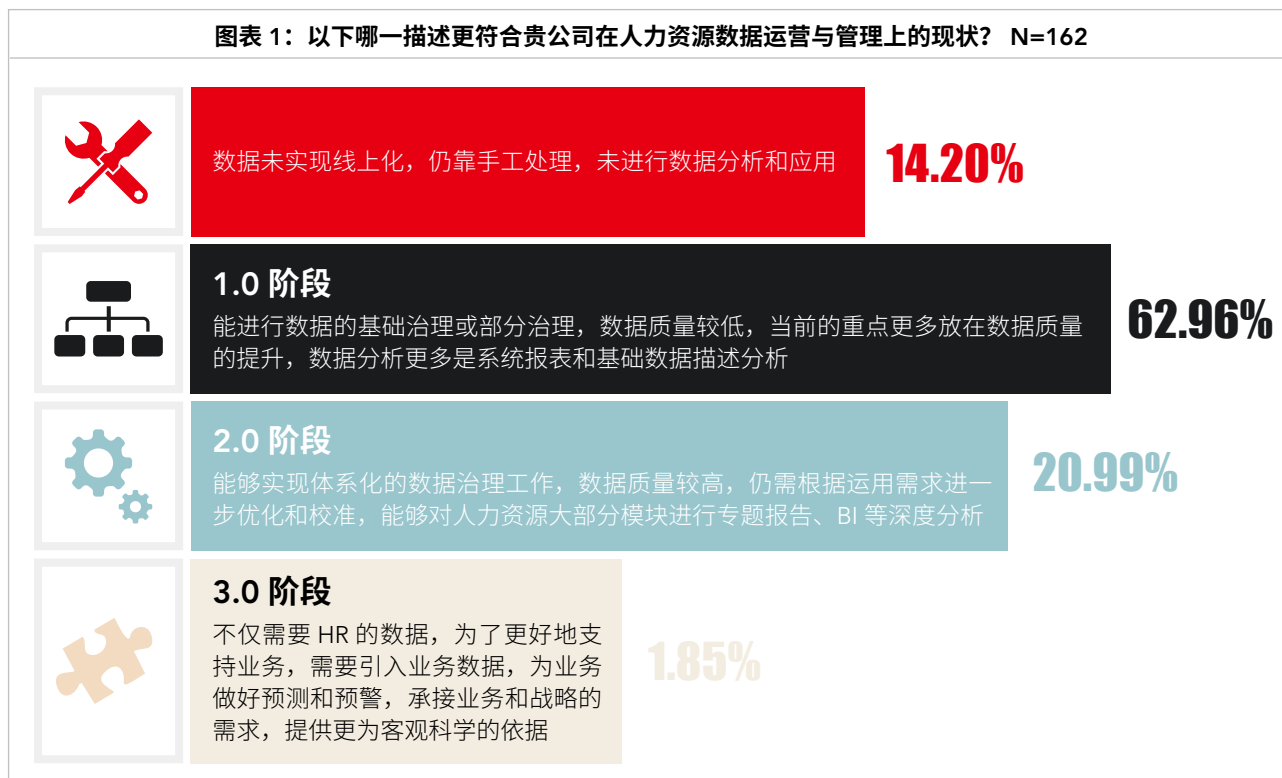 图表 1：以下哪一描述更符合贵公司在人力资源数据运营与管理上的现状？ N=162
数据未实现线上化，仍靠手工处理，未进行数据分析和应用
14.20%
1.0 阶段
能进行数据的基础治理或部分治理，数据质量较低，当前的重点更多放在数据质量
的提升，数据分析更多是系统报表和基础数据描述分析
62.96%
2.0 阶段
能够实现体系化的数据治理工作，数据质量较高，仍需根据运用需求进一
步优化和校准，能够对人力资源大部分模块进行专题报告、BI 等深度分析
20.99%
3.0 阶段
不仅需要 HR 的数据，为了更好地支
持业务，需要引入业务数据，为业务
做好预测和预警，承接业务和战略的
需求，提供更为客观科学的依据
1.85%